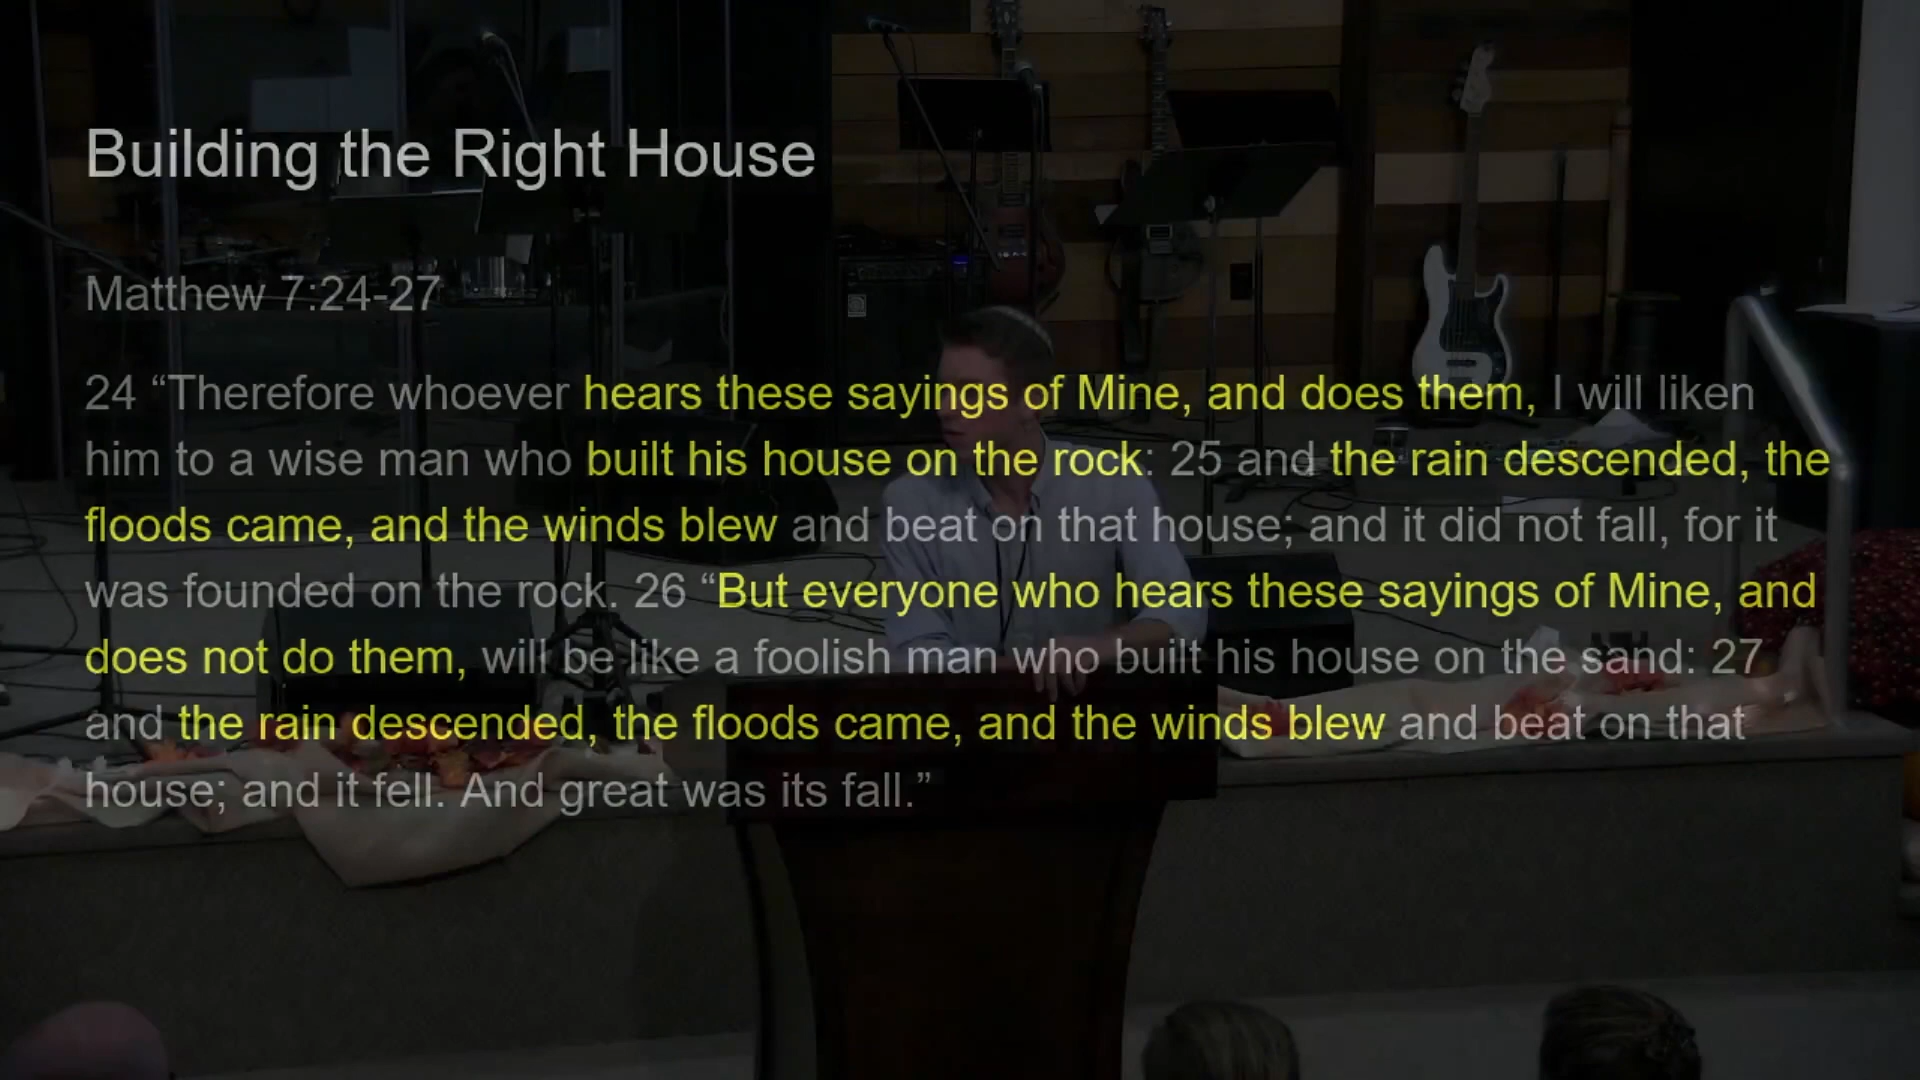 Building the Right House
Matthew 7:24-27
24 “Therefore whoever hears these sayings of Mine, and does them, I will liken
him to a wise man who built his house on the rock: 25 and the rain descended, the
floods came, and the winds blew and beat on that house; and it did not fall, for it
was founded on the rock. 26 “But everyone who hears these sayings of Mine, and
does not do them, will be like a foolish man who built his house on the sand: 27
and the rain descended, the floods came, and the winds blew and beat on that
house; and it fell. And great was its fall.”